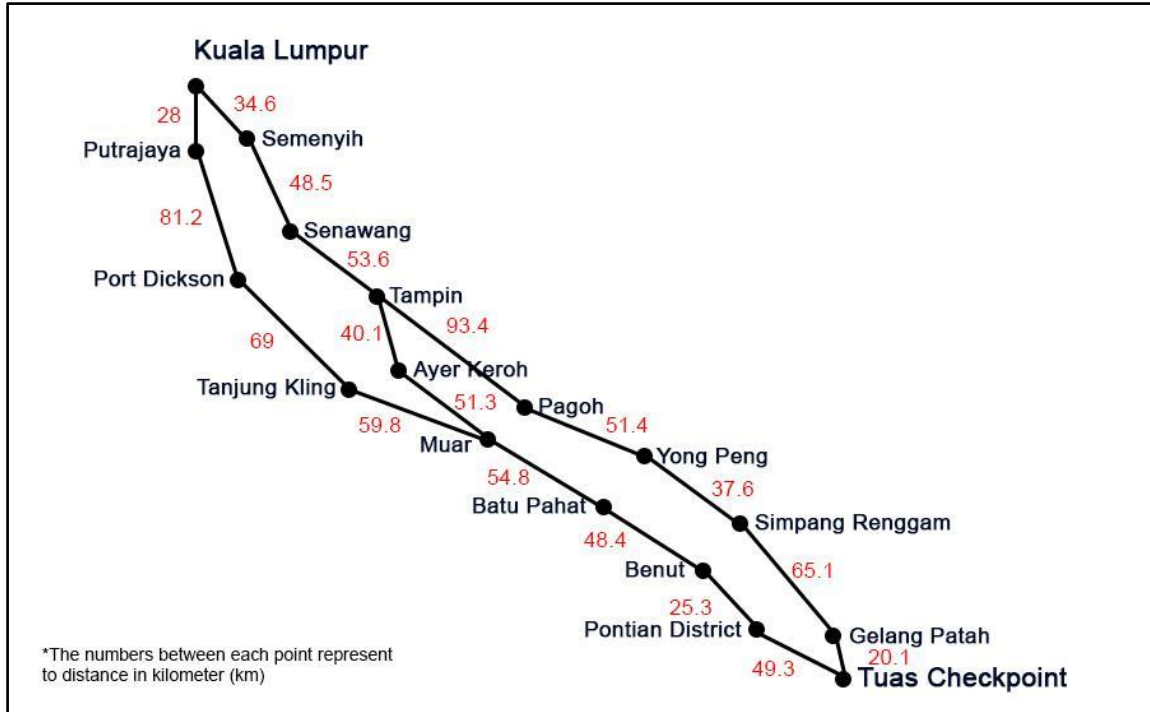 Kuala Lumpur
28
34.6
Semenyih
Putrajaya
48.5
81.2
Senawang
53.6
Port Dickson
Tampin
40.1
93.4
69
Ayer Keroh
Tanjung Kling
51.3
Pagoh
59.8
51.4
Muar
Yong Peng
54.8
37.6
Batu Pahat
Simpang Renggam
48.4
Benut
65.1
25.3
Pontian District
Gelang Patah
*The numbers between each point represent
to distance in kilometer (km)
49.3
20.1
Tuas Checkpoint